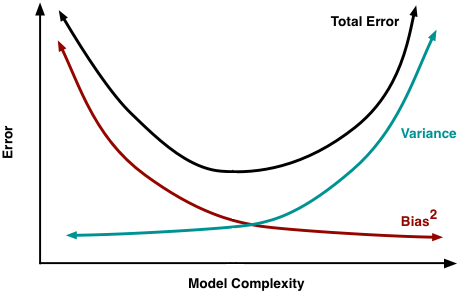 Total Error
Error
Variance
Bias²
Model Complexity